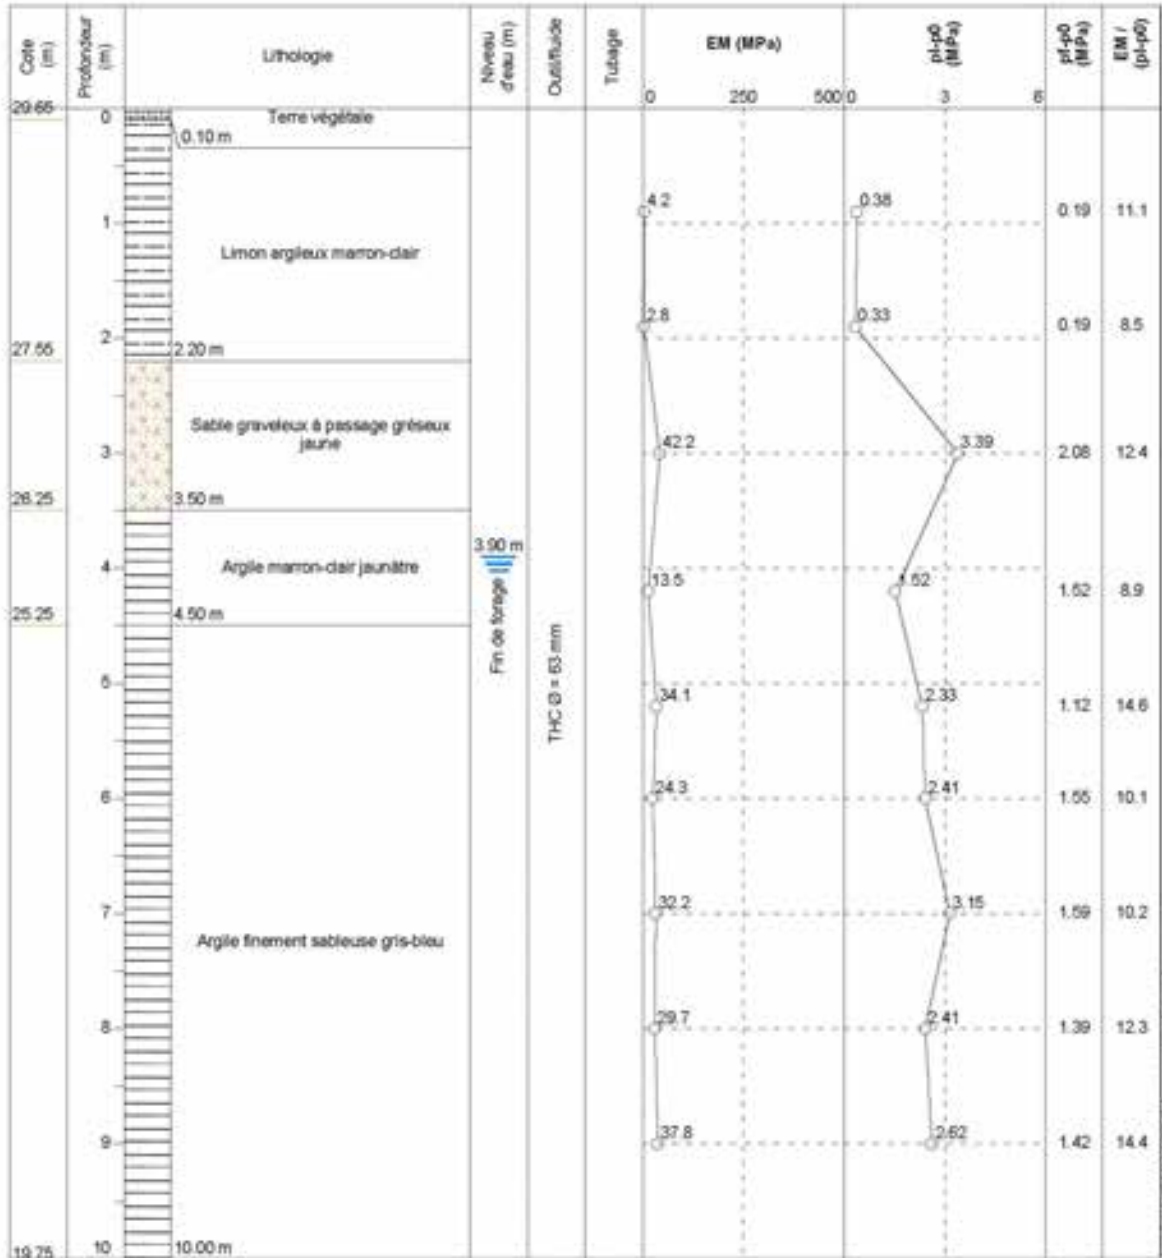 Cote (m)
Profondeur (m)
Lithologie
Niveau d'eau (m)
Outil/fluide
Tubage
EM (MPa)
pl-p0 (MPa)
pf-p0 (MPa)
EM / (pl-p0)
0 250 500 0 3 6
29.65
0
Terre végétale
0.10 m
4.2 0.38 0.19 11.1
1
Limon argileux marron-clair
2.8 0.33 0.19 8.5
2
27.55
2.20 m
Sable graveleux à passage gréseux
jaune
3
42.2 3.39 2.08 12.4
26.25
3.50 m
3.90 m
Argile marron-clair jaunâtre
4
13.5 1.52 1.52 8.9
25.25
4.50 m
Fin de forage
THC Ø = 63 mm
5
34.1 2.33 1.12 14.6
6
24.3 2.41 1.55 10.1
7
32.2 3.15 1.59 10.2
Argile finement sableuse gris-bleu
8
29.7 2.41 1.39 12.3
9
37.8 2.62 1.42 14.4
19.75
10
10.00 m